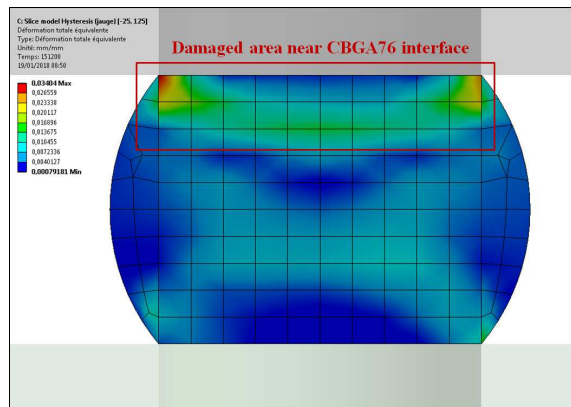 C: Slice model Hysteresis (jauge) [-25, 125]
Déformation totale équivalente
Type: Déformation totale équivalente
Unité: mm/mm
Temps: 151200
19/01/2018 08:50
Damaged area near CBGA76 interface
0,03404 Max
0,026559
0,023338
0,020117
0,016896
0,013675
0,010455
0,0072336
0,0040127
0,00079181 Min